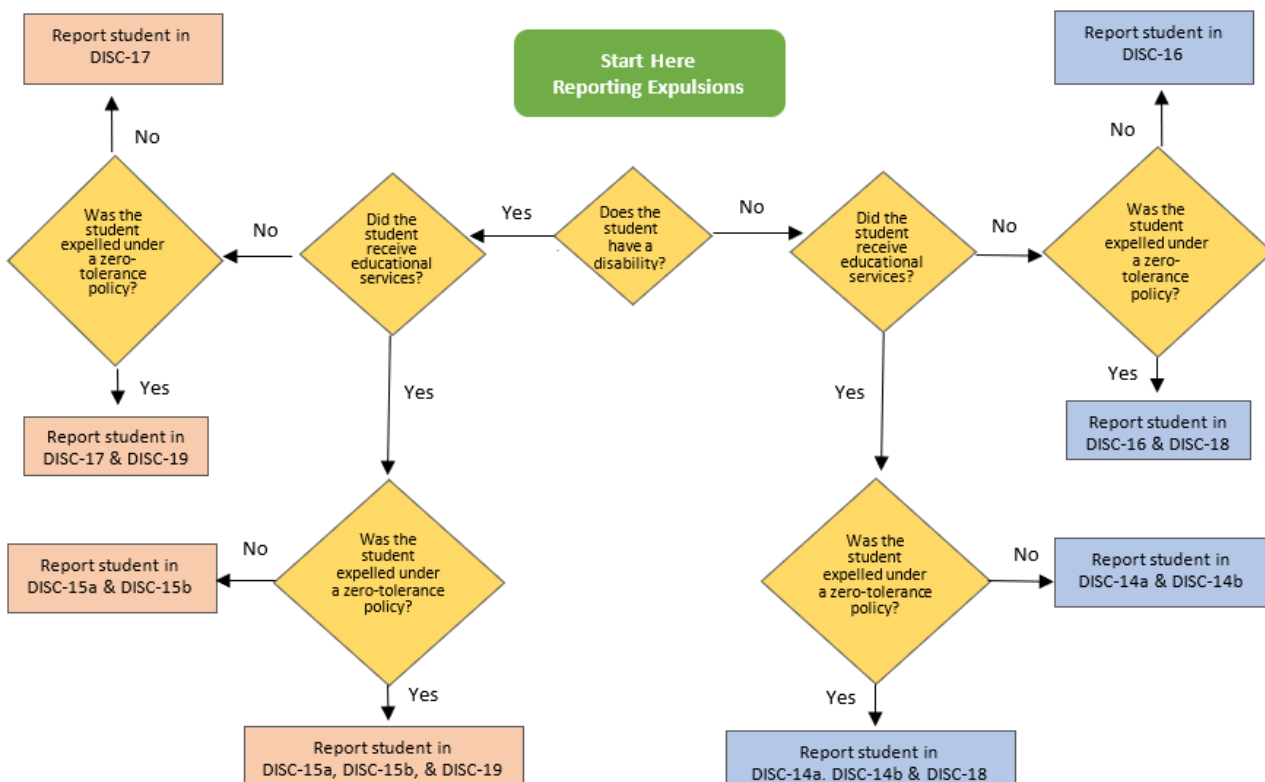 Report student in
DISC-17
Start Here
Reporting Expulsions
Report student in
DISC-16
No
No
Was the
student
expelled under
a zero-
tolerance
policy?
No
Did the
student
receive
educational
services?
Yes
Does the
student
have a
disability?
No
Did the
student
receive
educational
services?
No
Was the
student
expelled under
a zero-
tolerance
policy?
Yes
Yes
Yes
Yes
Report student in
DISC-17 & DISC-19
Report student in
DISC-16 & DISC-18
Report student in
DISC-15a & DISC-15b
No
Was the
student
expelled under
a zero-tolerance
policy?
Was the
student
expelled under
a zero-tolerance
policy?
No
Report student in
DISC-14a & DISC-14b
Yes
Yes
Report student in
DISC-15a, DISC-15b, & DISC-19
Report student in
DISC-14a. DISC-14b & DISC-18